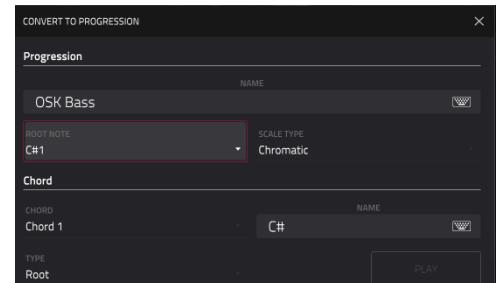 CONVERT TO PROGRESSION
Progression
NAME
OSK Bass
ROOT NOTE
C#1
SCALE TYPE
Chromatic
Chord
CHORD
Chord 1
NAME
C#
TYPE
Root
PLAY